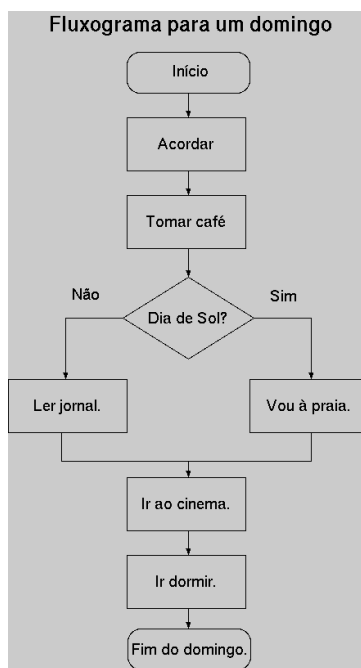 Fluxograma para um domingo
Início
Acordar
Tomar café
Não
Sim
Dia de Sol?
Ler jornal.
Vou à praia.
Ir ao cinema.
Ir dormir.
Fim do domingo.